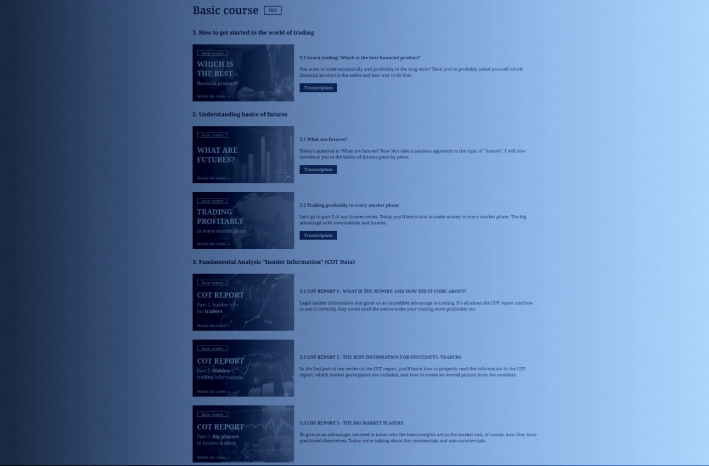 Basic course
1. How to get started in the world of trading
Basic course
WHICH IS
THE BEST
financial product?
Watch the video →
1.1 Learn trading: Which is the best financial product?
You want to trade successfully and profitably in the long term? Then you've probably asked yourself which
financial product is the safest and best way to do that.
Transcription
2. Understanding basics of futures
Basic course
WHAT ARE
FUTURES?
Watch the video →
2.1 What are futures?
Today's question is: What are futures? Now let's take a cautious approach to the topic of "futures". I will now
introduce you to the basics of futures piece by piece.
Transcription
Basic course
TRADING
PROFITABLY
in every market phase
Watch the video →
2.2 Trading profitably in every market phase
Let's go to part 2 of our futures series. Today you'll learn how to make money in every market phase. The big
advantage with commodities and futures.
Transcription
3. Fundamental Analysis "Insider Information" (COT Data)
Basic course
COT REPORT
Part 1: Insider info
for traders
Watch the video →
3.1 COT REPORT 1 - WHAT IS THE REPORT, AND HOW DID IT COME ABOUT?
Legal insider information that gives us an incredible advantage in trading. It's all about the COT report and how
to use it correctly. Stay tuned until the end to make your trading more profitable too.
Basic course
COT REPORT
Part 2: Hidden
trading information
Watch the video →
3.2 COT REPORT 2 - THE BEST INFORMATION FOR SUCCESSFUL TRADERS
In the 2nd part of our series on the COT report, you'll learn how to properly read the information in the COT
report, which market participants are included, and how to create an overall picture from the numbers.
Basic course
COT REPORT
Part 3: Big players
in futures trading
Watch the video →
3.3 COT REPORT 3 - THE BIG MARKET PLAYERS
To give us an advantage, we need to know who the heavyweights are in the market and, of course, how they have
positioned themselves. Today we're talking about the commercials and non-commercials.